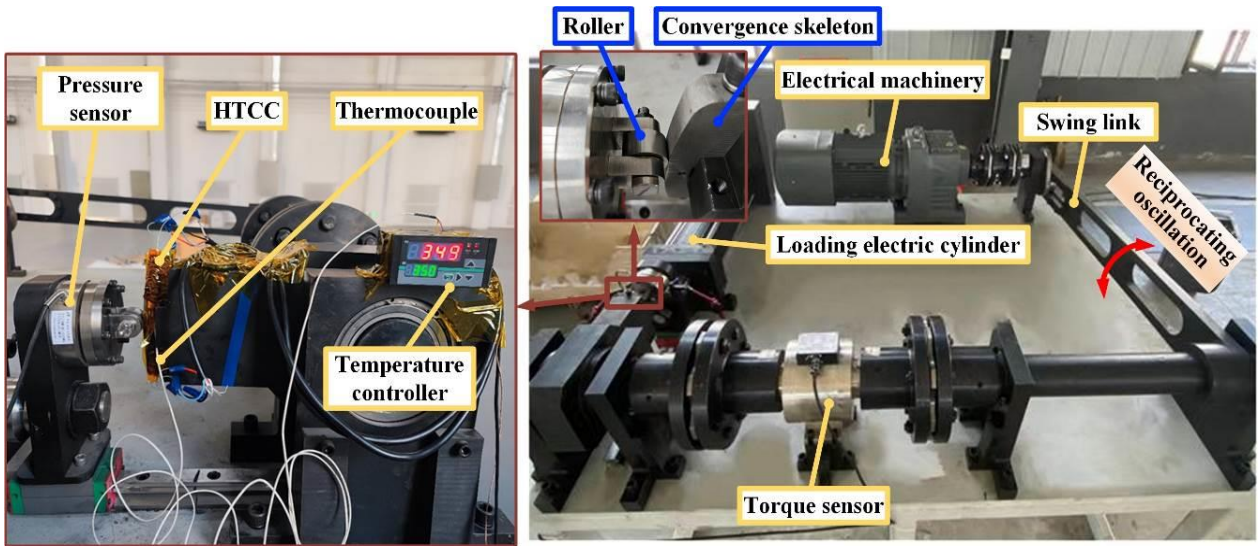 Pressure
sensor
HTCC
Thermocouple
349
350
Temperature
controller
Roller
Convergence skeleton
Electrical machinery
Swing link
Reciprocating
oscillation
Loading electric cylinder
Torque sensor